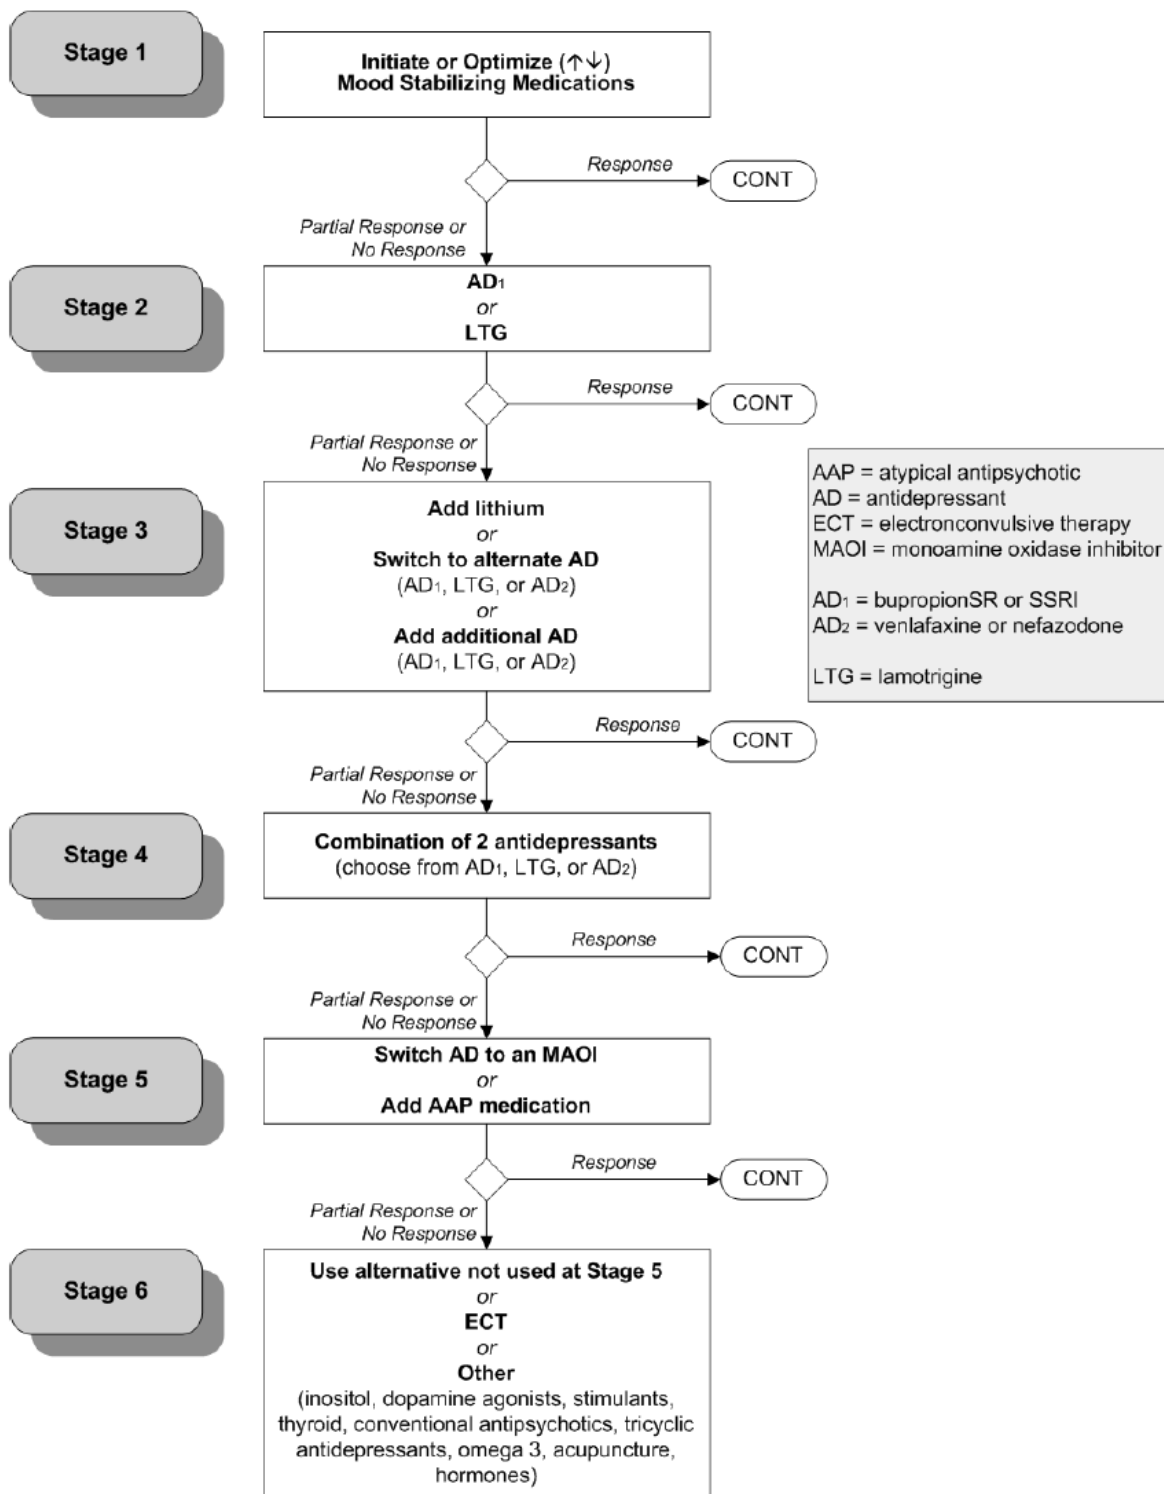 Stage 1
Initiate or Optimize (↑↓)
Mood Stabilizing Medications
Response
CONT
Partial Response or
No Response
Stage 2
AD1
or
LTG
Response
CONT
Partial Response or
No Response
Stage 3
Add lithium
or
Switch to alternate AD
(AD1, LTG, or AD2)
or
Add additional AD
(AD1, LTG, or AD2)
AAP = atypical antipsychotic
AD = antidepressant
ECT = electronconvulsive therapy
MAOI = monoamine oxidase inhibitor
AD1 = bupropionSR or SSRI
AD2 = venlafaxine or nefazodone
LTG = lamotrigine
Response
CONT
Partial Response or
No Response
Stage 4
Combination of 2 antidepressants
(choose from AD1, LTG, or AD2)
Response
CONT
Partial Response or
No Response
Stage 5
Switch AD to an MAOI
or
Add AAP medication
Response
CONT
Partial Response or
No Response
Stage 6
Use alternative not used at Stage 5
or
ECT
or
Other
(inositol, dopamine agonists, stimulants,
thyroid, conventional antipsychotics, tricyclic
antidepressants, omega 3, acupuncture,
hormones)